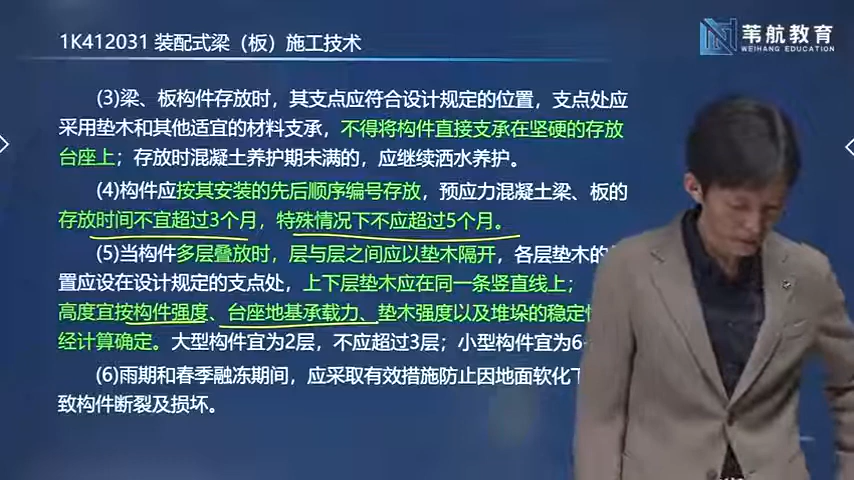 1K412031 装配式梁（板）施工技术
苇航教育
WEIHANG EDUCATION
(3)梁、板构件存放时，其支点应符合设计规定的位置，支点处应
采用垫木和其他适宜的材料支承，不得将构件直接支承在坚硬的存放
台座上；存放时混凝土养护期未满的，应继续洒水养护。
(4)构件应按其安装的先后顺序编号存放，预应力混凝土梁、板的
存放时间不宜超过3个月，特殊情况下不应超过5个月。
(5)当构件多层叠放时，层与层之间应以垫木隔开，各层垫木的
置应设在设计规定的支点处，上下层垫木应在同一条竖直线上；
高度宜按构件强度、台座地基承载力、垫木强度以及堆垛的稳定
经计算确定。大型构件宜为2层，不应超过3层；小型构件宜为6
(6)雨期和春季融冻期间，应采取有效措施防止因地面软化下
致构件断裂及损坏。